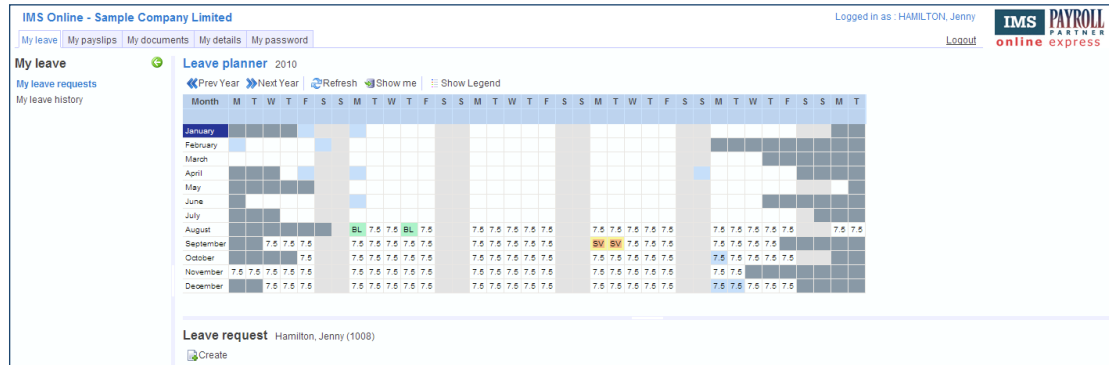 IMS Online - Sample Company Limited
Logged in as : HAMILTON, Jenny
IMS PAYROLL
PARTNER
online express
My leave My payslips My documents My details My password
Logout
My leave
My leave requests
My leave history
Leave planner 2010
Prev Year Next Year Refresh Show me Show Legend
Month M T W T F S S M T W T F S S M T W T F S S M T W T F S S M T W T F S S M T
January
February
March
April
May
June
July
August BL 7.5 7.5 BL 7.5 7.5 7.5 7.5 7.5 7.5 7.5 7.5 7.5 7.5 7.5 7.5 7.5 7.5 7.5 7.5 7.5 7.5
September 7.5 7.5 7.5 7.5 7.5 7.5 7.5 7.5 7.5 7.5 7.5 7.5 7.5 SV SV 7.5 7.5 7.5 7.5 7.5 7.5 7.5
October 7.5 7.5 7.5 7.5 7.5 7.5 7.5 7.5 7.5 7.5 7.5 7.5 7.5 7.5 7.5 7.5 7.5 7.5 7.5 7.5 7.5
November 7.5 7.5 7.5 7.5 7.5 7.5 7.5 7.5 7.5 7.5 7.5 7.5 7.5 7.5 7.5 7.5 7.5 7.5 7.5 7.5 7.5 7.5
December 7.5 7.5 7.5 7.5 7.5 7.5 7.5 7.5 7.5 7.5 7.5 7.5 7.5 7.5 7.5 7.5 7.5 7.5 7.5 7.5 7.5 7.5 7.5
Leave request Hamilton, Jenny (1008)
Create